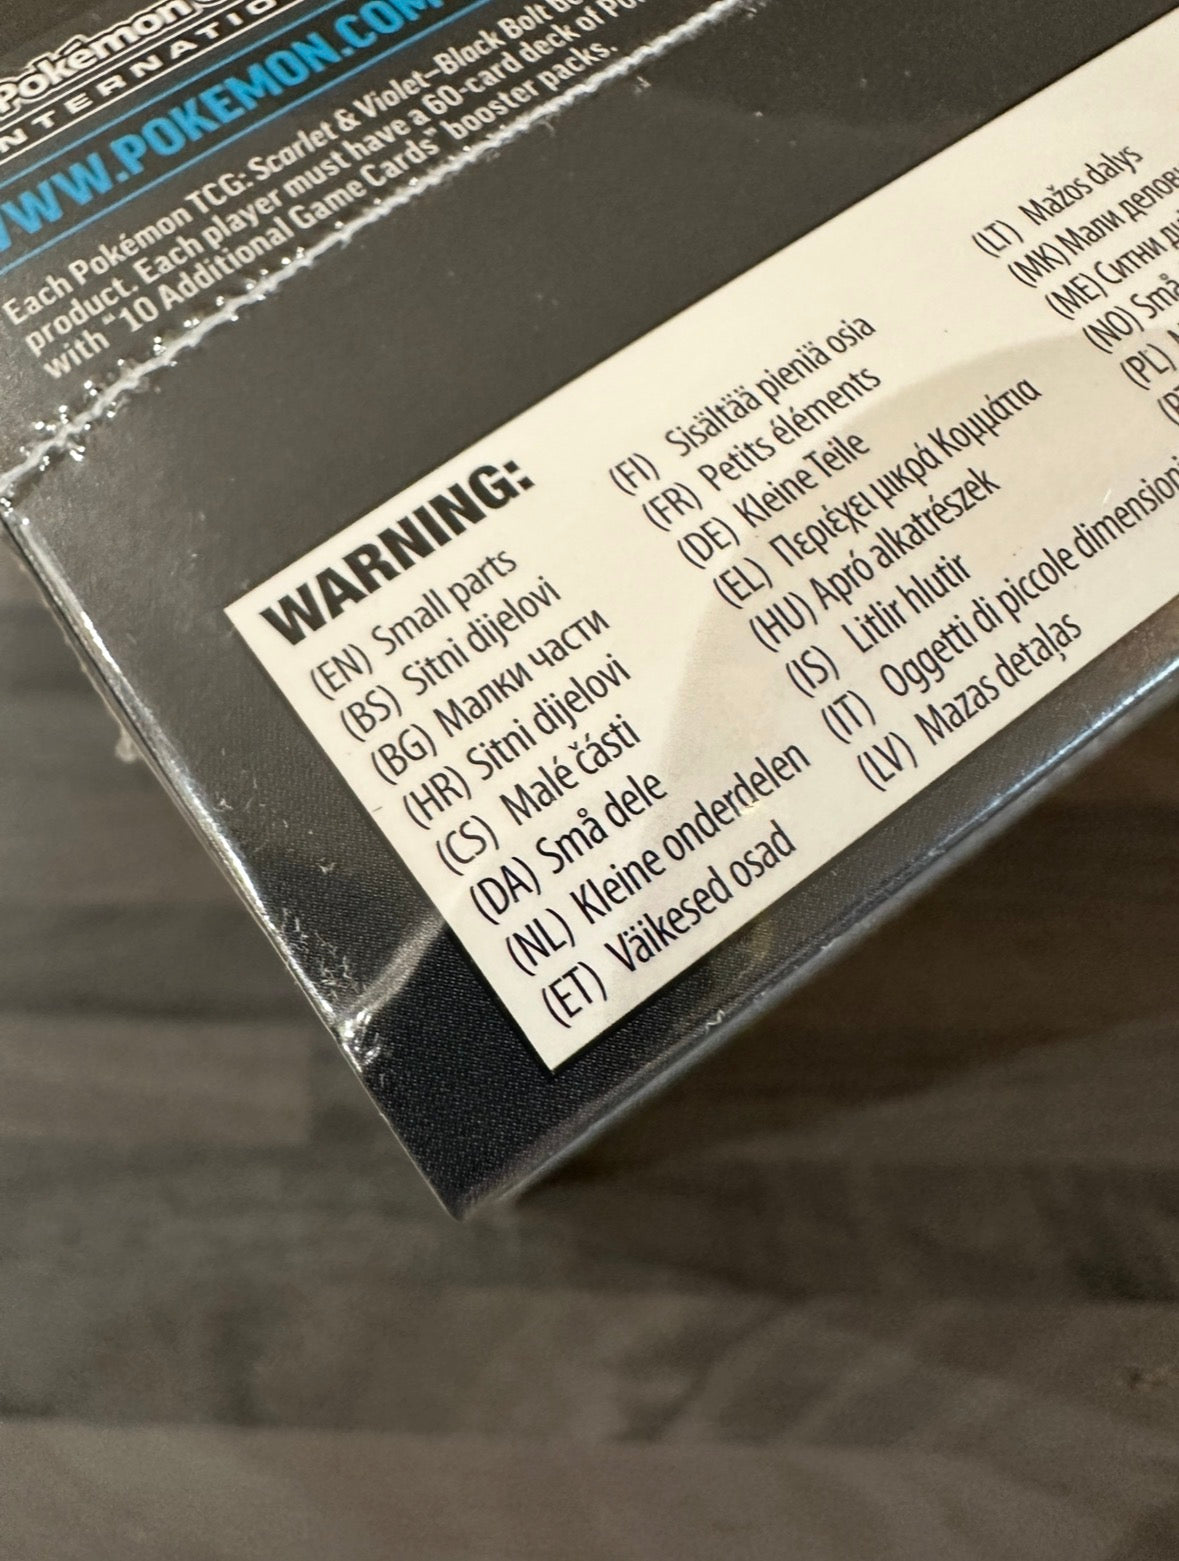 Pokémon
INTERNATIO
WWW.POKEMON.COM
Each Pokémon TCG: Scarlet & Violet–Black Bolt
product. Each player must have a 60-card deck of
with "10 Additional Game Cards" booster packs.
WARNING:
(EN) Small parts
(BS) Sitni dijelovi
(BG) Малки части
(HR) Sitni dijelovi
(CS) Malé části
(DA) Små dele
(NL) Kleine onderdelen
(ET) Väikesed osad
(FI) Sisältää pieniä osia
(FR) Petits éléments
(DE) Kleine Teile
(EL) Περιέχει μικρά Κομμάτια
(HU) Apró alkatrészek
(IS) Litlir hlutir
(IT) Oggetti di piccole dimensioni
(LV) Mazas detaļas
(LT) Mažos dalys
(MK) Мали делови
(ME) Ситни
(NO) Små
(PL)